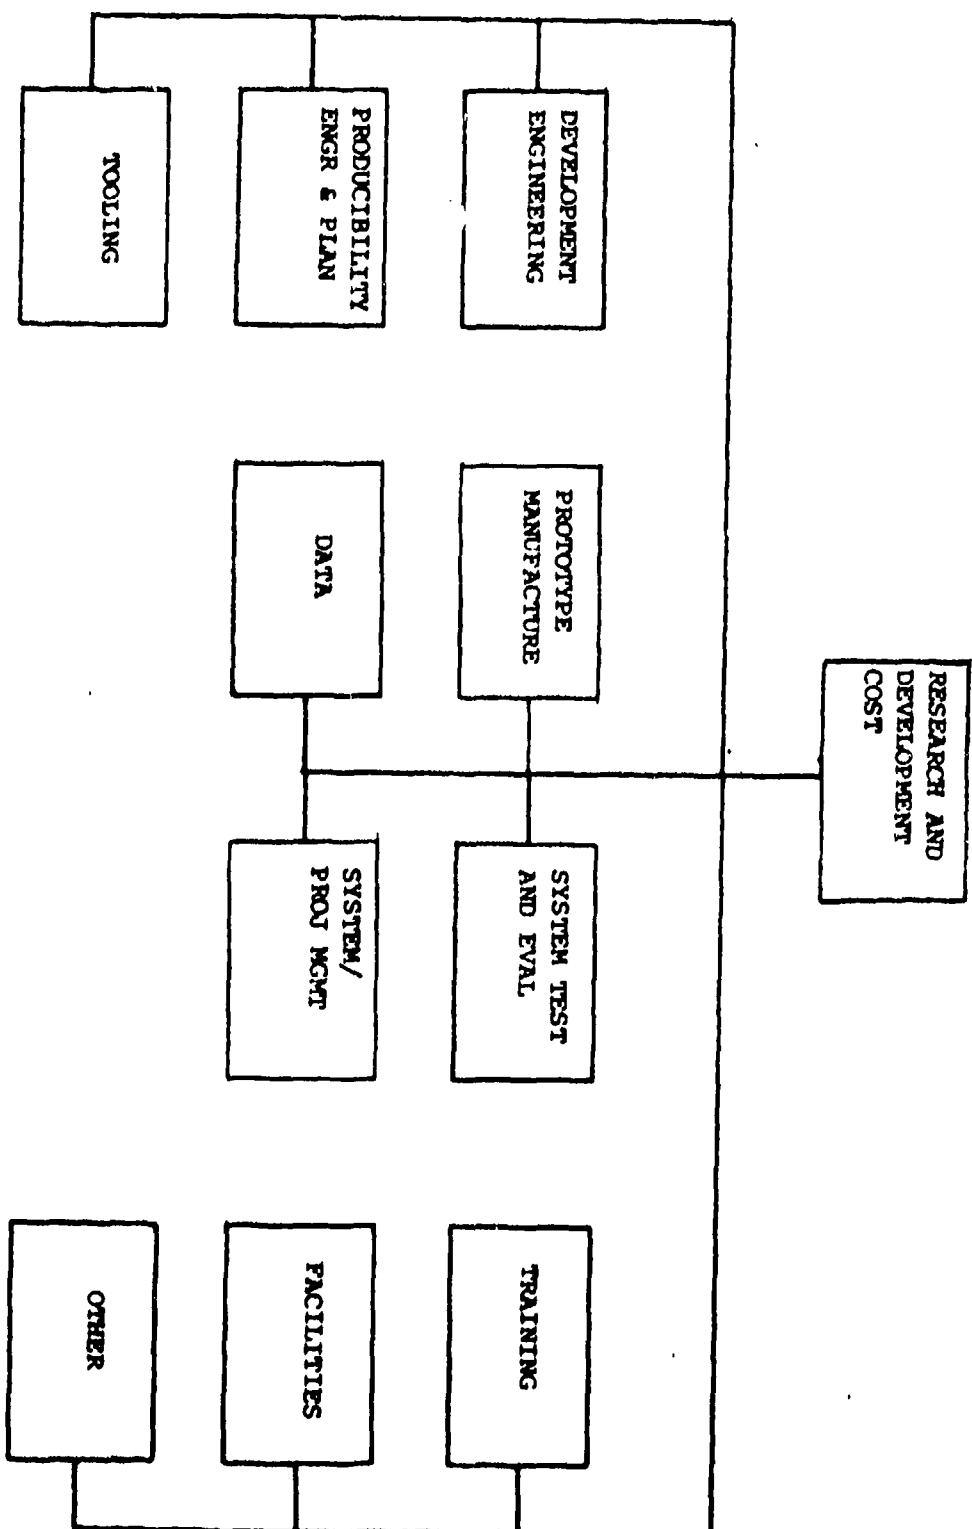 RESEARCH AND
DEVELOPMENT
COST
DEVELOPMENT
ENGINEERING
PROTOTYPE
MANUFACTURE
SYSTEM TEST
AND EVAL
TRAINING
PRODUCIBILITY
ENGR & PLAN
DATA
SYSTEM/
PROJ MGMT
FACILITIES
TOOLING
OTHER